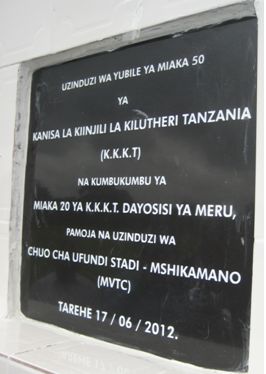 UZINDUZI WA YUBILE YA MIAKA 50
YA
KANISA LA KIINJILI LA KILUTHERI TANZANIA
(K.K.K.T)
NA KUMBUKUMBU YA
MIAKA 20 YA K.K.K.T. DAYOSISI YA MERU,
PAMOJA NA UZINDUZI WA
CHUO CHA UFUNDI STADI - MSHIKAMANO
(MVTC)
TAREHE 17 / 06 / 2012.